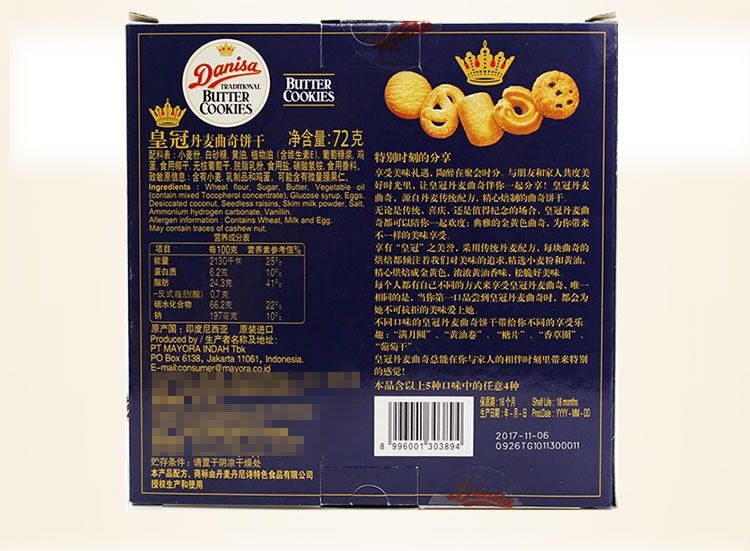 Danisa
TRADITIONAL
BUTTER
COOKIES
BUTTER
COOKIES
皇冠丹麦曲奇饼干 净含量:72克
配料表:小麦粉, 白砂糖, 黄油, 植物油(含维生素E), 葡萄糖浆, 鸡
蛋, 食用椰干, 无核葡萄干, 脱脂乳粉, 食用盐, 碳酸氢铵, 食用香料。
致敏原信息:含有小麦, 乳制品和鸡蛋, 可能含有微量腰果仁。
Ingredients : Wheat flour, Sugar, Butter, Vegetable oil
(contain mixed Tocopherol concentrate), Glucose syrup, Eggs,
Desiccated coconut, Seedless raisins, Skim milk powder, Salt,
Ammonium hydrogen carbonate, Vanillin.
Allergen information : Contains Wheat, Milk and Egg.
May contain traces of cashew nut.
营养成分表
项目 每100克 营养素参考值%
能量 2130千焦 25%
蛋白质 6.2克 10%
脂肪 24.3克 41%
-反式脂肪(酸) 0.7克
碳水化合物 66.2克 22%
钠 197毫克 10%
原产国:印度尼西亚 原装进口
Produced by / 生产者名称及地址:
PT MAYORA INDAH Tbk
PO Box 6138, Jakarta 11061, Indonesia.
E-mail:consumer@mayora.co.id
贮存条件:请置于阴凉干燥处
本产品配方、商标由丹麦丹尼诗特色食品有限公司
授权生产和使用
特别时刻的分享
享受美味礼遇, 陶醉在聚会时分。与朋友和家人共度美
好时光里, 让皇冠丹麦曲奇伴你一起分享!皇冠丹麦曲
奇, 源自丹麦传统配方, 精心焙制的曲奇饼干。
无论是传统、喜庆、还是值得纪念的场合, 皇冠丹麦曲
奇都可以陪你一起欢度;典雅的金黄色曲奇, 为你带来
不一样的美味享受。
享有“皇冠”之美誉, 采用传统丹麦配方, 每块曲奇的
烘焙都倾注着我们对美味的追求,精选小麦粉和黄油,
精心烘焙成金黄色, 浓浓黄油香味, 松脆好美味。
每个人都有自己不同的方式来享受皇冠丹麦曲奇, 唯一
相同的是, 当你第一口品尝到皇冠丹麦曲奇时, 都会为
她不可抗拒的美味爱上她。
不同口味的皇冠丹麦曲奇饼干带给你不同的享受乐
趣:“满月圈”、“黄油卷”、“糖片”、“香草圈”、
“葡萄干”
皇冠丹麦曲奇总能在你与家人的相伴时刻里带来特别
的感觉!
本品含以上5种口味中的任意4种
保质期:18个月 Shelf Life : 18 months
生产日期:年-月-日 Prod.Date : YYYY-MM-DD
2017-11-06
0926TG1011300011
8 996001 303894